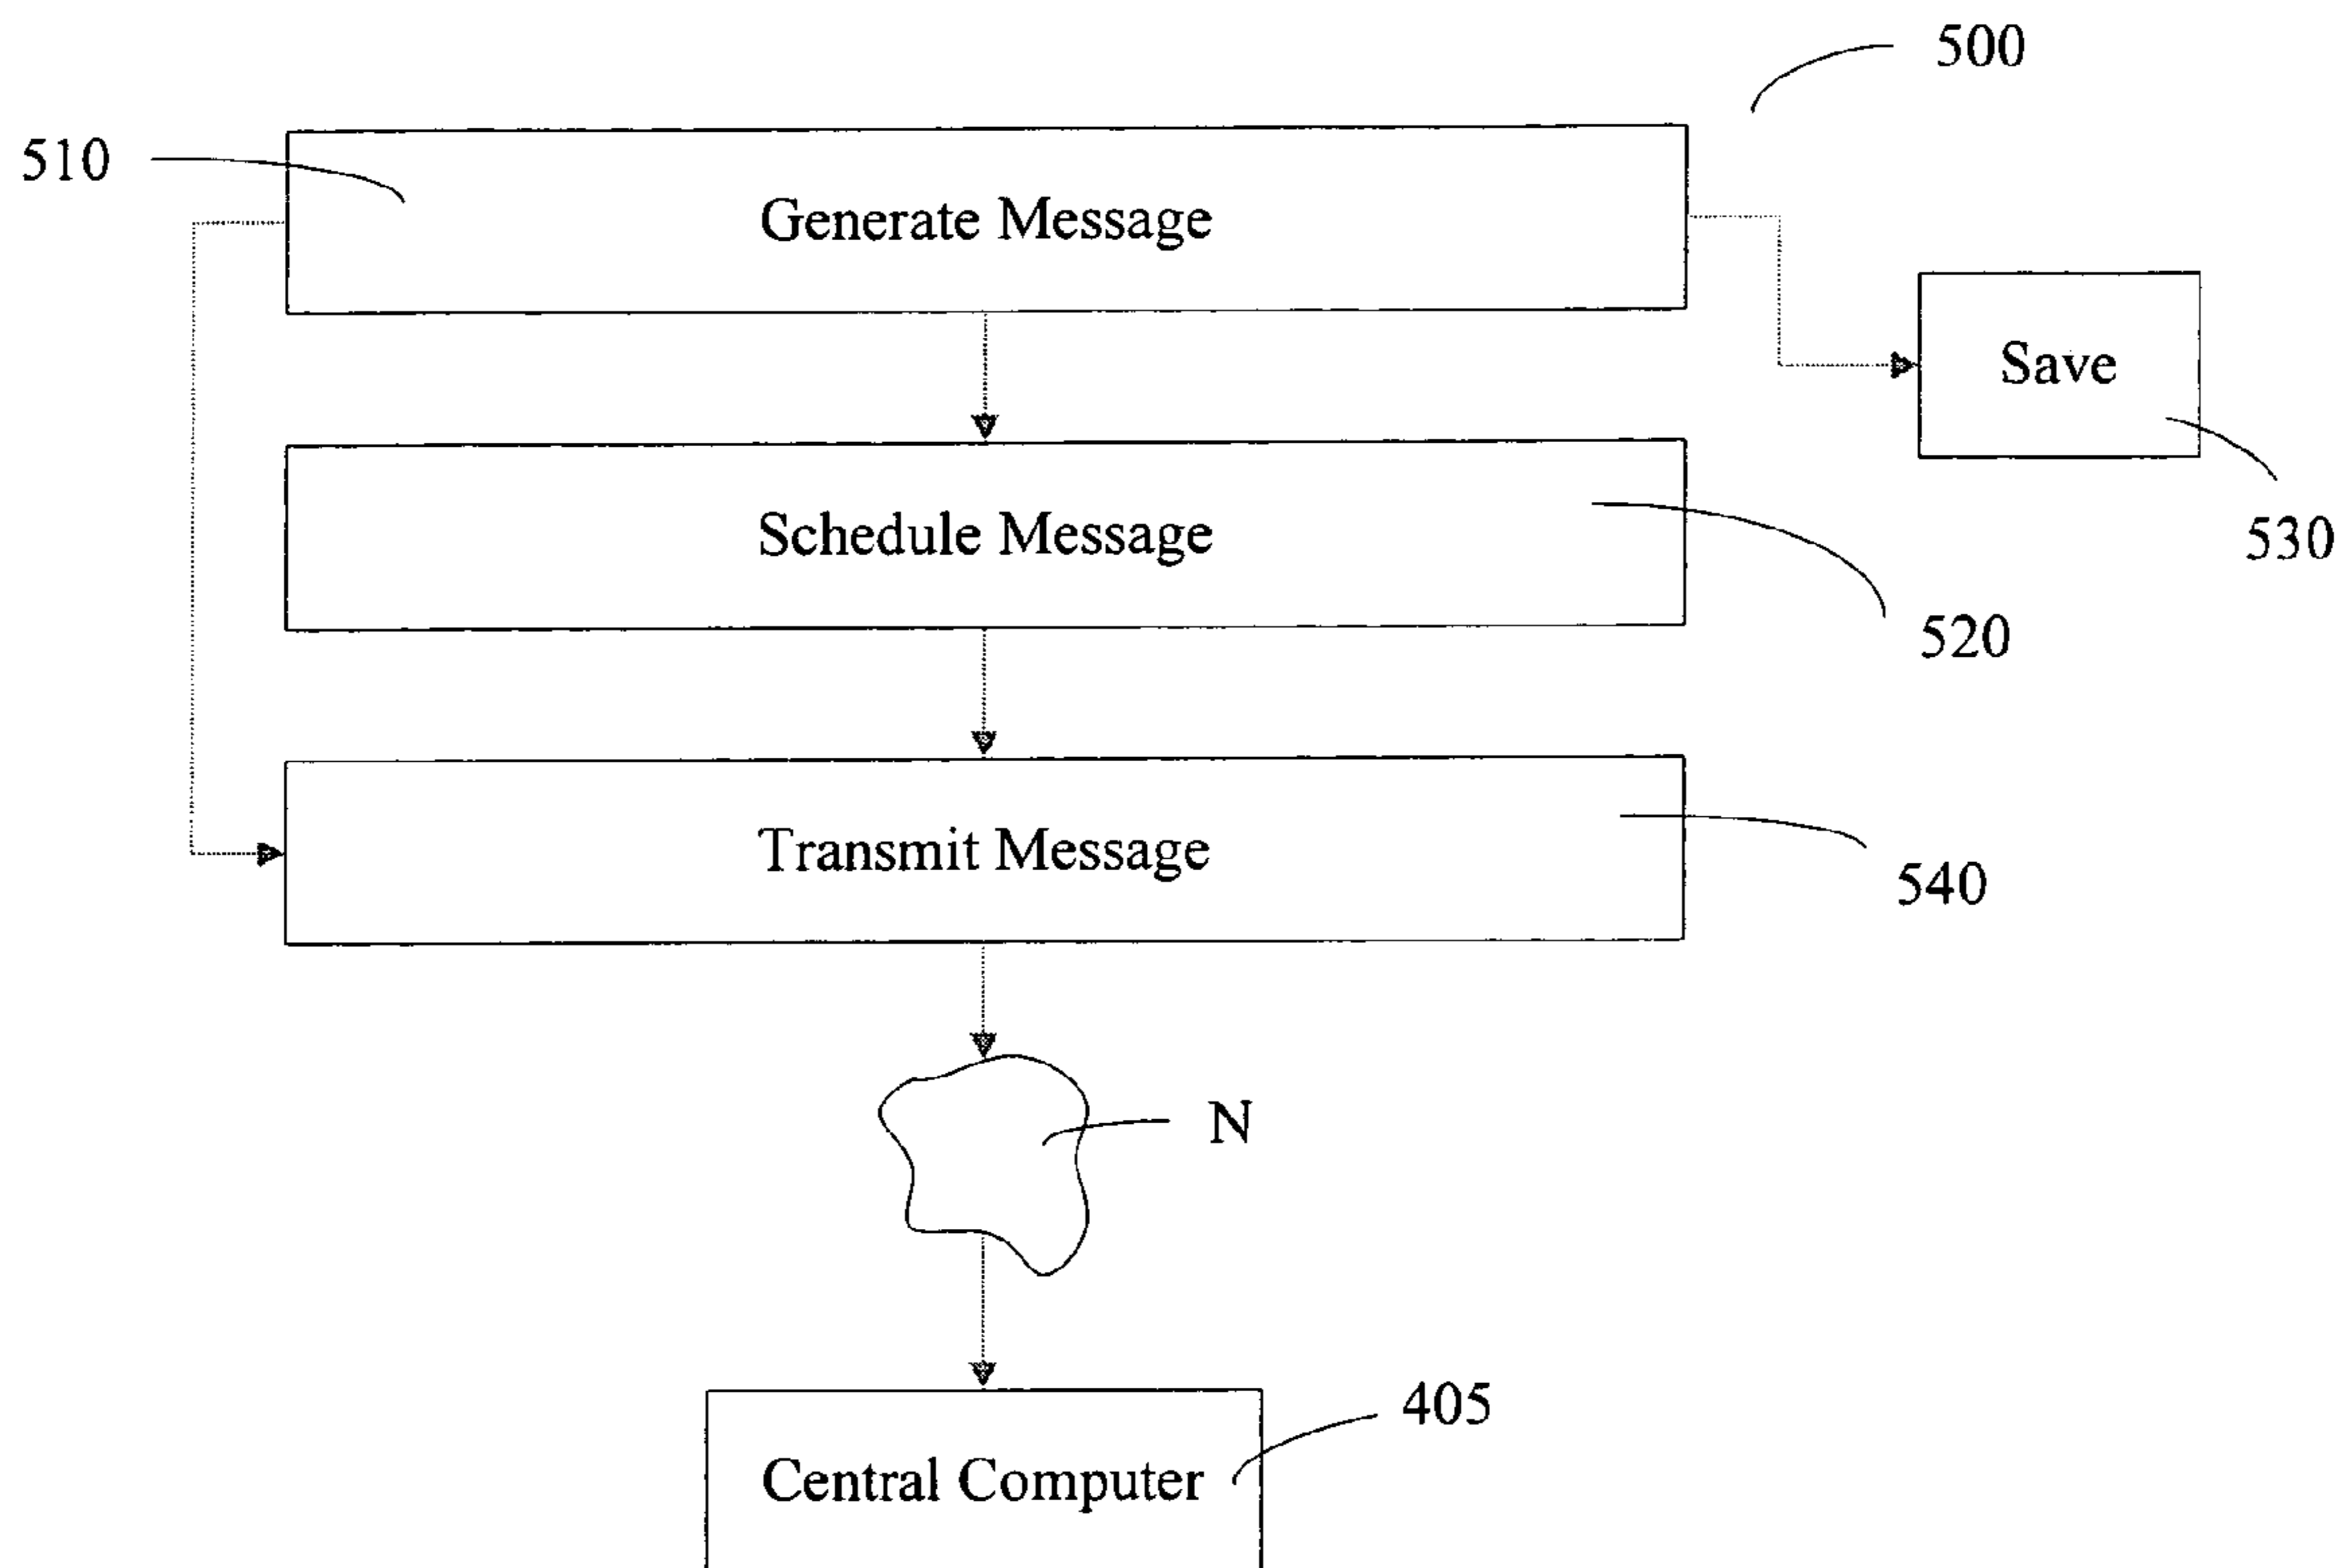 500
510
Generate Message
Save
530
Schedule Message
520
Transmit Message
540
N
405
Central Computer